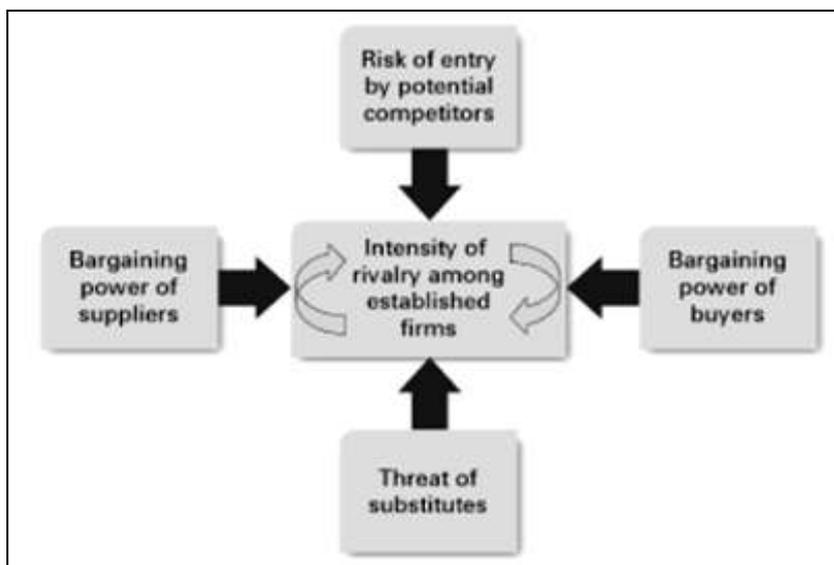 Risk of entry
by potential
competitors
Bargaining
power of
suppliers
Intensity of
rivalry among
established
firms
Bargaining
power of
buyers
Threat of
substitutes